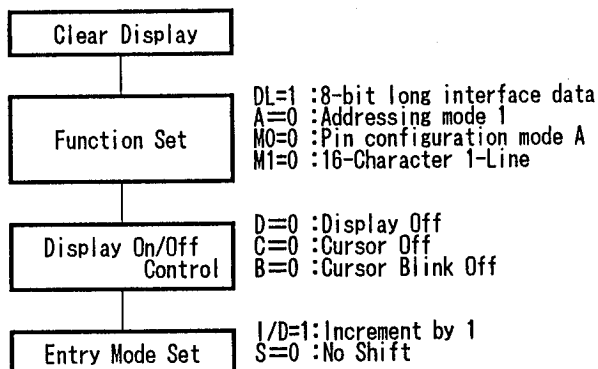 Clear Display
Function Set
DL=1 :8-bit long interface data
A=0 :Addressing mode 1
M0=0 :Pin configuration mode A
M1=0 :16-Character 1-Line
Display On/Off
Control
D=0 :Display Off
C=0 :Cursor Off
B=0 :Cursor Blink Off
Entry Mode Set
I/D=1:Increment by 1
S=0 :No Shift